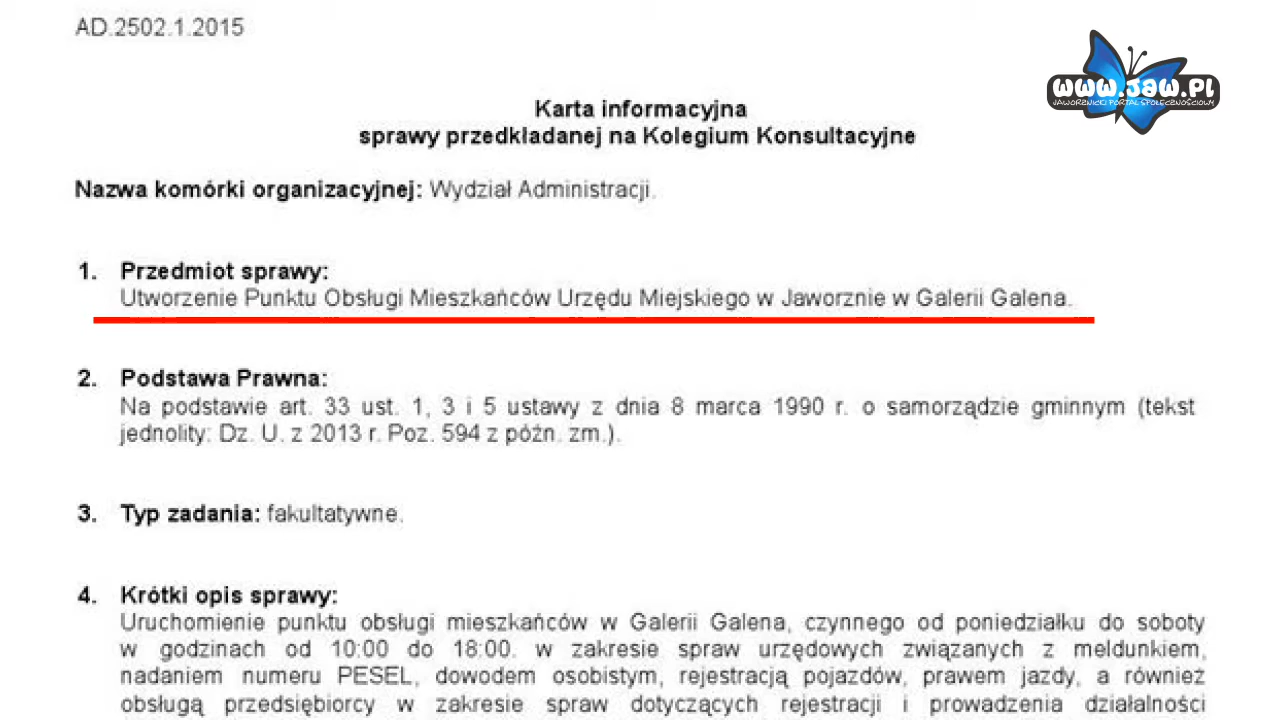 AD.2502.1.2015
www.jaw.pl
JAWORZNICKI PORTAL SPOŁECZNOŚCIOWY
Karta informacyjna
sprawy przedkładanej na Kolegium Konsultacyjne
Nazwa komórki organizacyjnej: Wydział Administracji.
1. Przedmiot sprawy:
Utworzenie Punktu Obsługi Mieszkańców Urzędu Miejskiego w Jaworznie w Galerii Galena.
2. Podstawa Prawna:
Na podstawie art. 33 ust. 1, 3 i 5 ustawy z dnia 8 marca 1990 r. o samorządzie gminnym (tekst
jednolity: Dz. U. z 2013 r. Poz. 594 z późn. zm.).
3. Typ zadania: fakultatywne.
4. Krótki opis sprawy:
Uruchomienie punktu obsługi mieszkańców w Galerii Galena, czynnego od poniedziałku do soboty
w godzinach od 10:00 do 18:00. w zakresie spraw urzędowych związanych z meldunkiem,
nadaniem numeru PESEL, dowodem osobistym, rejestracją pojazdów, prawem jazdy, a również
obsługą przedsiębiorcy w zakresie spraw dotyczących rejestracji i prowadzenia działalności